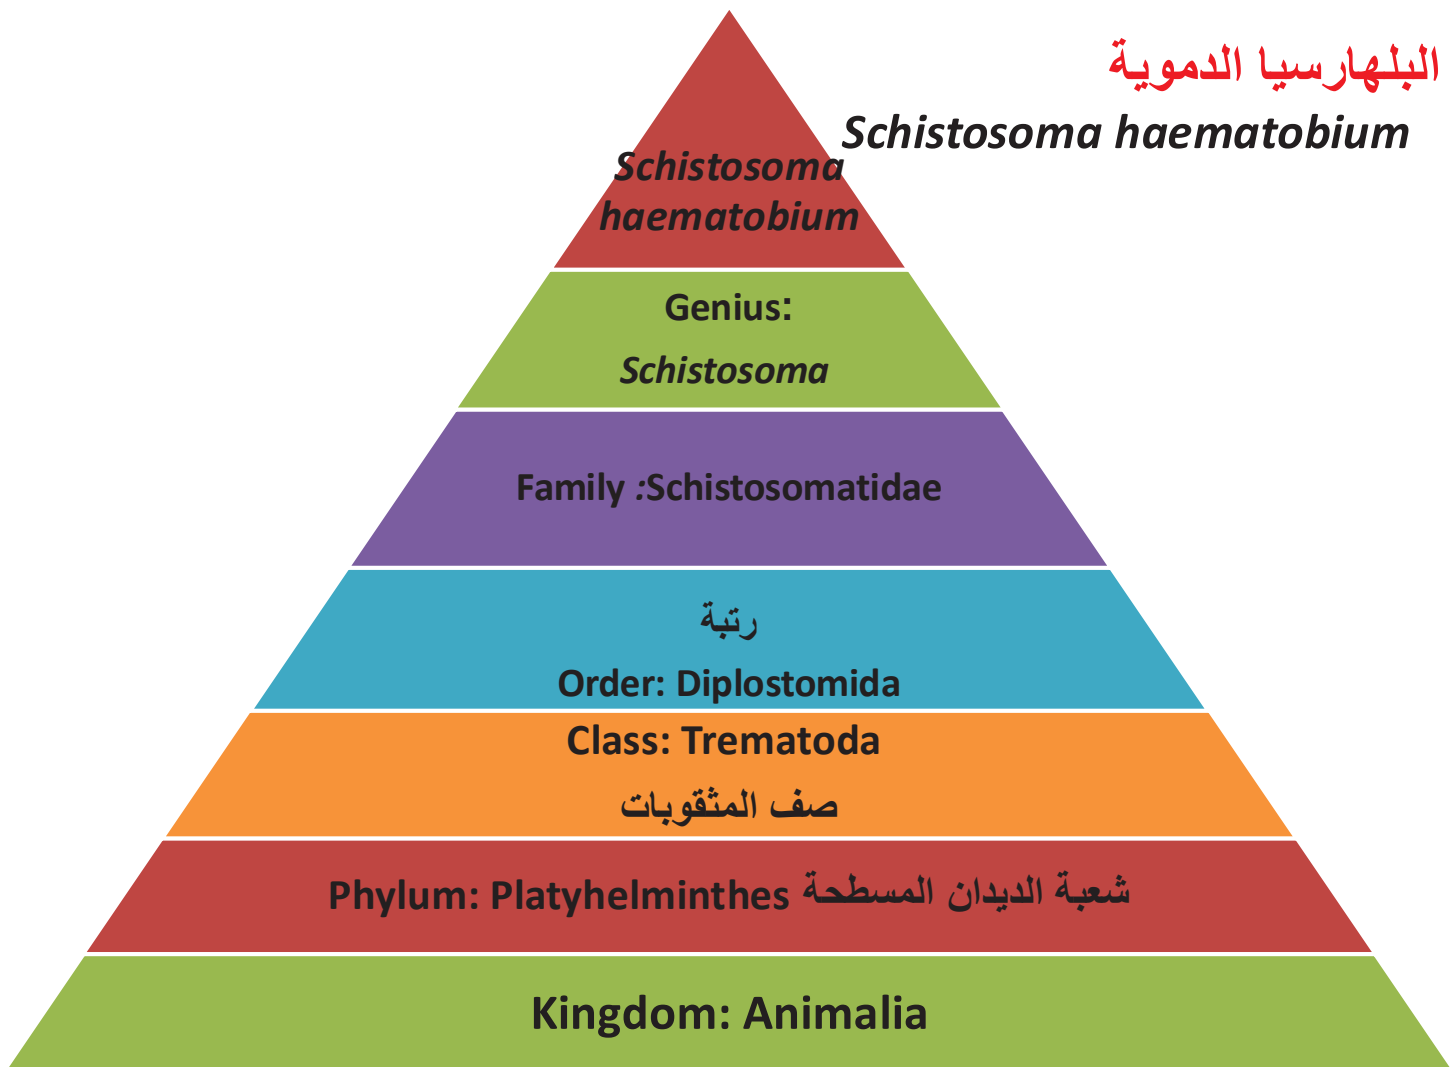 البلهارسيا الدموية
Schistosoma haematobium
Schistosoma
haematobium
Genius:
Schistosoma
Family :Schistosomatidae
رتبة
Order: Diplostomida
Class: Trematoda
صف المثقوبات
Phylum: Platyhelminthes شعبة الديدان المسطحة
Kingdom: Animalia